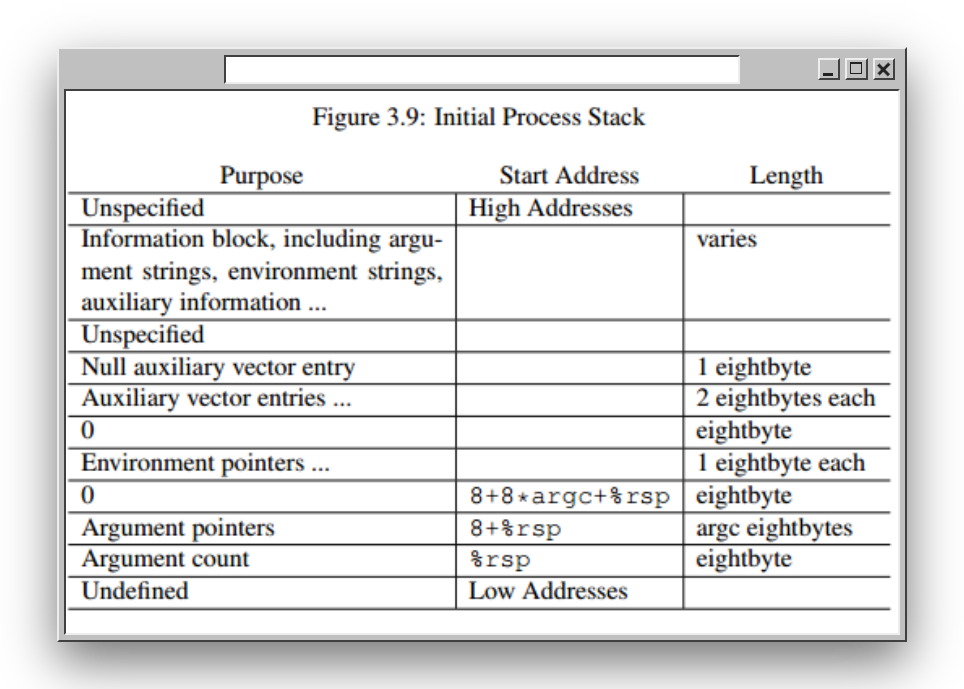 Figure 3.9: Initial Process Stack
Purpose Start Address Length
Unspecified High Addresses
Information block, including argu- varies
ment strings, environment strings,
auxiliary information ...
Unspecified
Null auxiliary vector entry 1 eightbyte
Auxiliary vector entries ... 2 eightbytes each
0 eightbyte
Environment pointers ... 1 eightbyte each
0 8+8*argc+%rsp eightbyte
Argument pointers 8+%rsp argc eightbytes
Argument count %rsp eightbyte
Undefined Low Addresses